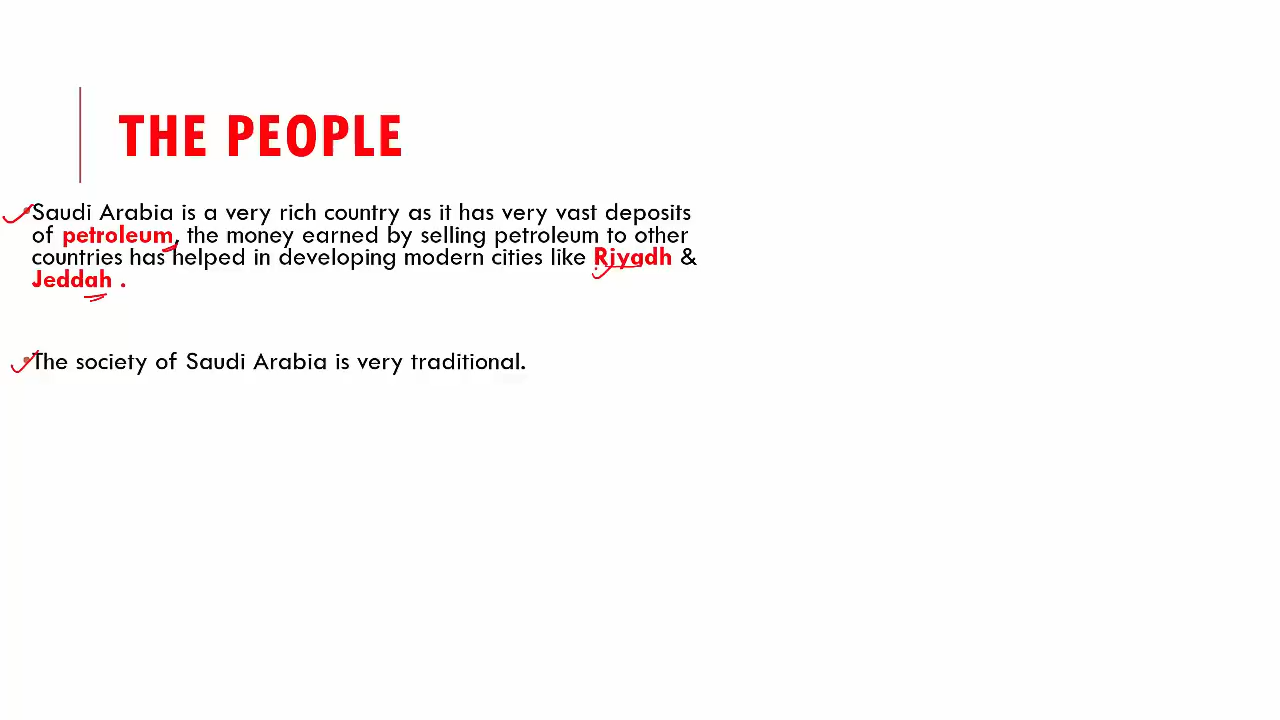 THE PEOPLE
•Saudi Arabia is a very rich country as it has very vast deposits
of petroleum, the money earned by selling petroleum to other
countries has helped in developing modern cities like Riyadh &
Jeddah .
•The society of Saudi Arabia is very traditional.